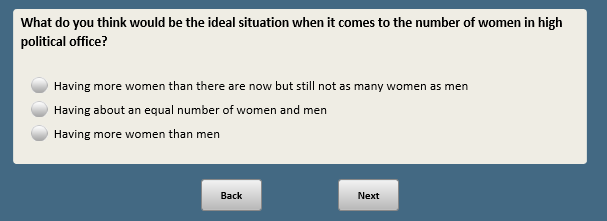 What do you think would be the ideal situation when it comes to the number of women in high
political office?
Having more women than there are now but still not as many women as men
Having about an equal number of women and men
Having more women than men
Back Next